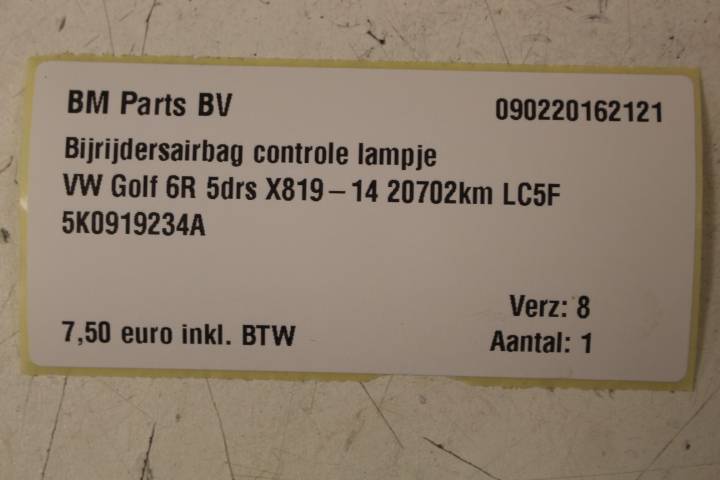 BM Parts BV 090220162121
Bijrijdersairbag controle lampje
VW Golf 6R 5drs X819-14 20702km LC5F
5K0919234A
Verz: 8
7,50 euro inkl. BTW Aantal: 1